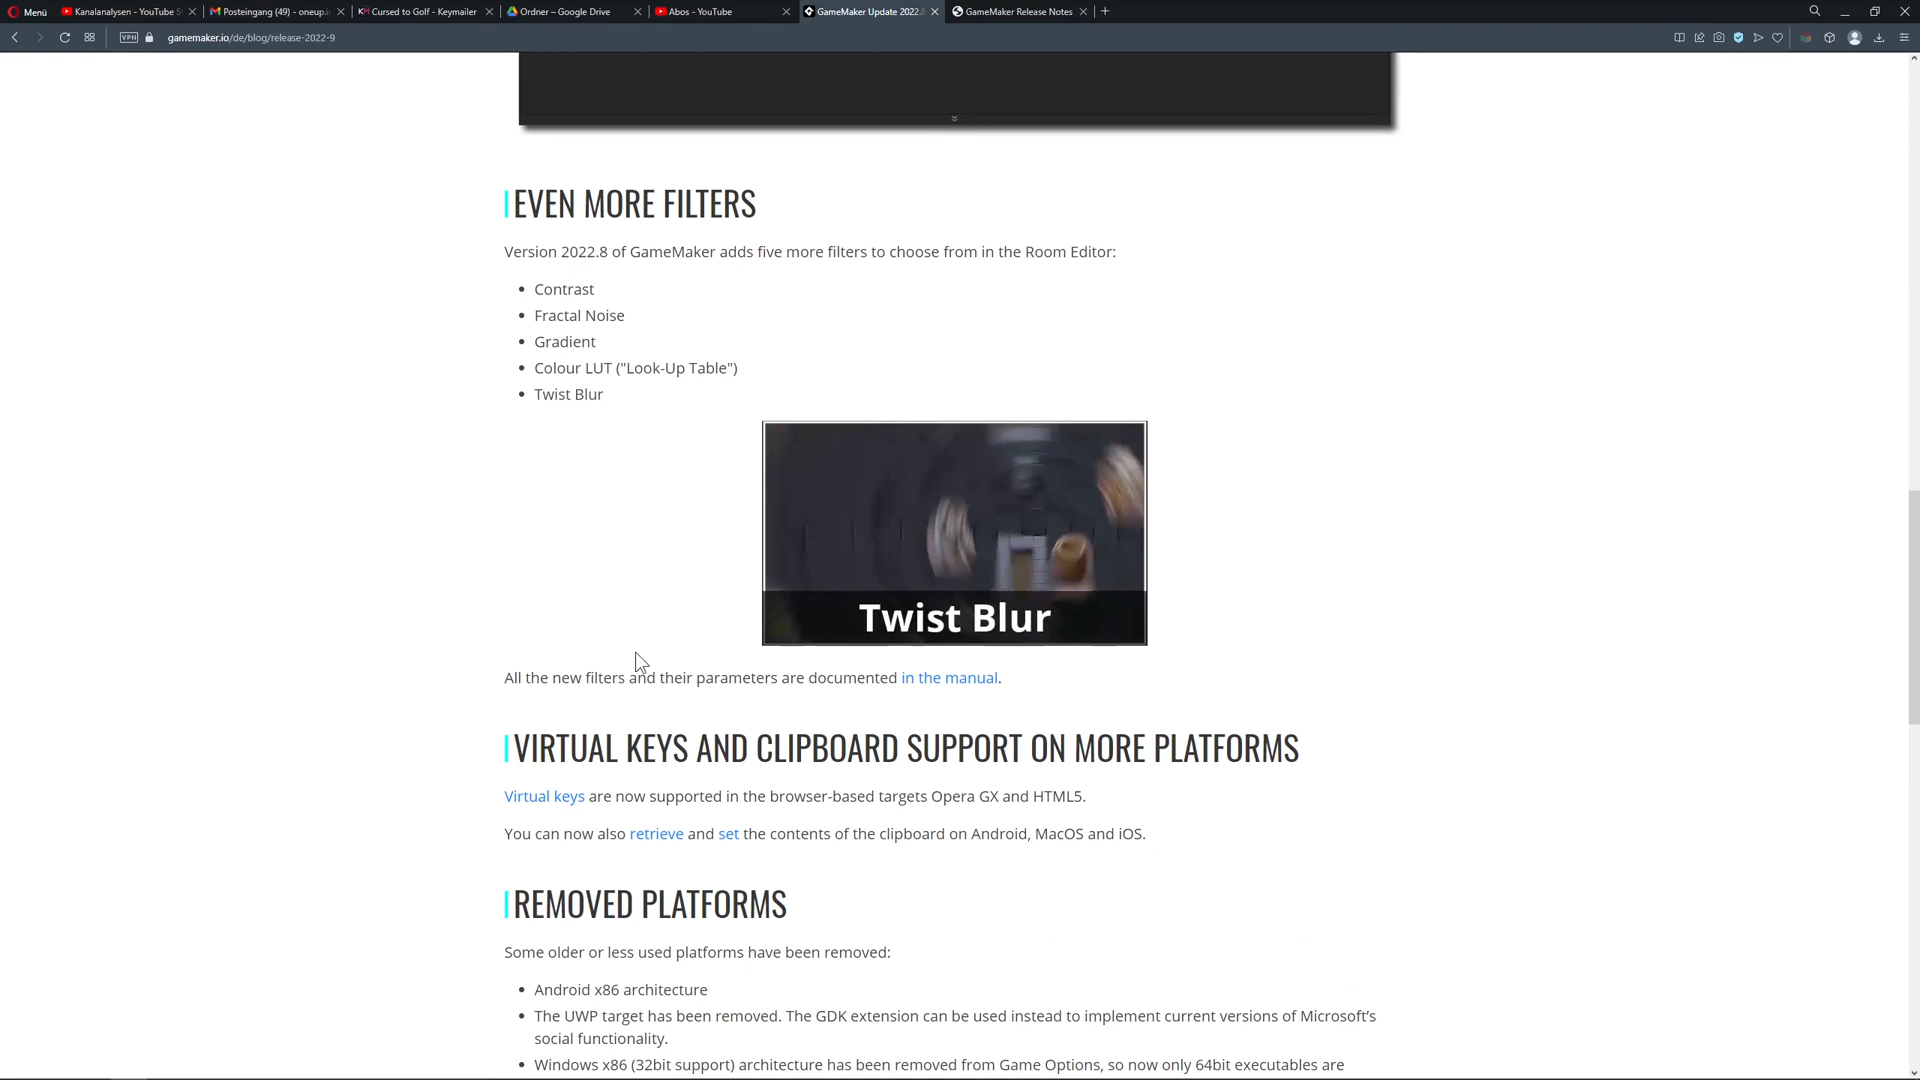 Menü
Kanalanalysen - YouTube S
Posteingang (49) - oneup.in
KM Cursed to Golf - Keymailer
Ordner – Google Drive
Abos - YouTube
GameMaker Update 2022.8
GameMaker Release Notes
VPN
gamemaker.io/de/blog/release-2022-9
EVEN MORE FILTERS
Version 2022.8 of GameMaker adds five more filters to choose from in the Room Editor:
Contrast
Fractal Noise
Gradient
Colour LUT ("Look-Up Table")
Twist Blur
Twist Blur
All the new filters and their parameters are documented in the manual.
VIRTUAL KEYS AND CLIPBOARD SUPPORT ON MORE PLATFORMS
Virtual keys are now supported in the browser-based targets Opera GX and HTML5.
You can now also retrieve and set the contents of the clipboard on Android, MacOS and iOS.
REMOVED PLATFORMS
Some older or less used platforms have been removed:
Android x86 architecture
The UWP target has been removed. The GDK extension can be used instead to implement current versions of Microsoft's
social functionality.
Windows x86 (32bit support) architecture has been removed from Game Options, so now only 64bit executables are